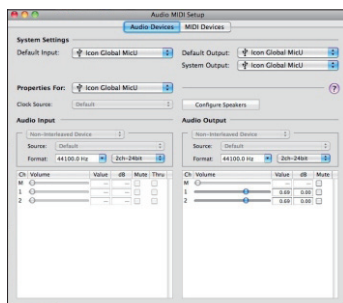 Audio MIDI Setup
Audio Devices MIDI Devices
System Settings
Default Input: Icon Global MicU Default Output: Icon Global MicU
System Output: Icon Global MicU
Properties For: Icon Global MicU ?
Clock Source: Default Configure Speakers
Audio Input Audio Output
Non-Interleaved Device Non-Interleaved Device
Source: Default Source: Default
Format: 44100.0 Hz 2ch-24bit Format: 44100.0 Hz 2ch-24bit
Ch Volume Value dB Mute Thru Ch Volume Value dB Mute
M -- -- M -- --
1 -- -- 1 0.69 0.00
2 -- -- 2 0.69 0.00